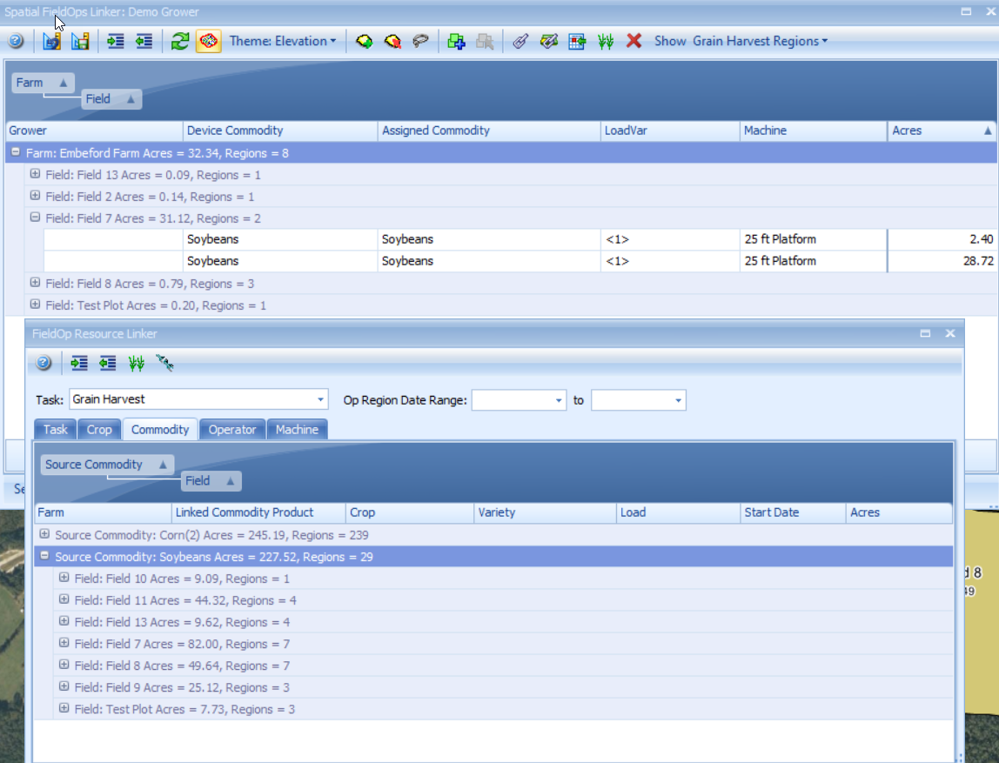 Spatial FieldOps Linker: Demo Grower
Theme: Elevation Show Grain Harvest Regions
Farm
Field
Grower Device Commodity Assigned Commodity LoadVar Machine Acres
Farm: Embeford Farm Acres = 32.34, Regions = 8
Field: Field 13 Acres = 0.09, Regions = 1
Field: Field 2 Acres = 0.14, Regions = 1
Field: Field 7 Acres = 31.12, Regions = 2
Soybeans Soybeans <1> 25 ft Platform 2.40
Soybeans Soybeans <1> 25 ft Platform 28.72
Field: Field 8 Acres = 0.79, Regions = 3
Field: Test Plot Acres = 0.20, Regions = 1
FieldOp Resource Linker
Task: Grain Harvest Op Region Date Range: to
Task Crop Commodity Operator Machine
Source Commodity
Field
Farm Linked Commodity Product Crop Variety Load Start Date Acres
Source Commodity: Corn(2) Acres = 245.19, Regions = 239
Source Commodity: Soybeans Acres = 227.52, Regions = 29
Field: Field 10 Acres = 9.09, Regions = 1
Field: Field 11 Acres = 44.32, Regions = 4
Field: Field 13 Acres = 9.62, Regions = 4
Field: Field 7 Acres = 82.00, Regions = 7
Field: Field 8 Acres = 49.64, Regions = 7
Field: Field 9 Acres = 25.12, Regions = 3
Field: Test Plot Acres = 7.73, Regions = 3
8